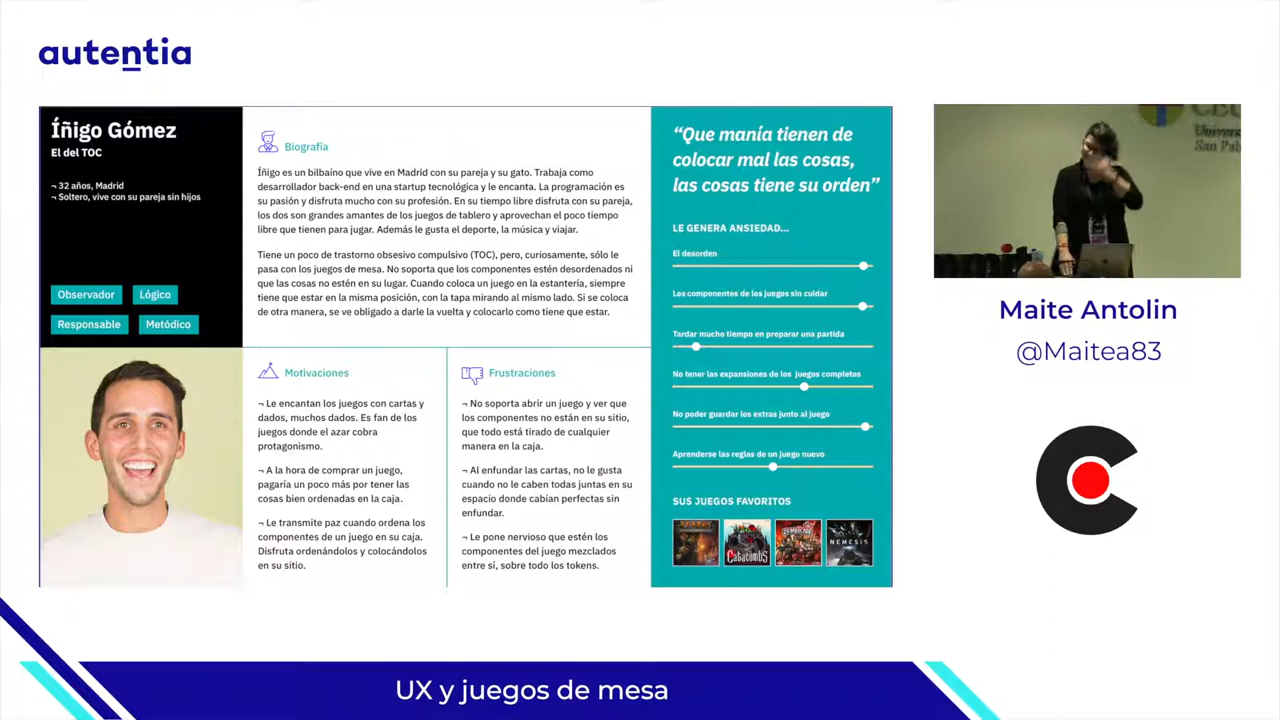 autentia
Íñigo Gómez
El del TOC
¬ 32 años, Madrid
¬ Soltero, vive con su pareja sin hijos
Observador
Lógico
Responsable
Metódico
Biografía
Íñigo es un bilbaíno que vive en Madrid con su pareja y su gato. Trabaja como
desarrollador back-end en una startup tecnológica y le encanta. La programación es
su pasión y disfruta mucho con su profesión. En su tiempo libre disfruta con su pareja,
los dos son grandes amantes de los juegos de tablero y aprovechan el poco tiempo
libre que tienen para jugar. Además le gusta el deporte, la música y viajar.
Tiene un poco de trastorno obsesivo compulsivo (TOC), pero, curiosamente, sólo le
pasa con los juegos de mesa. No soporta que los componentes estén desordenados ni
que las cosas no estén en su lugar. Cuando coloca un juego en la estantería, siempre
tiene que estar en la misma posición, con la tapa mirando al mismo lado. Si se coloca
de otra manera, se ve obligado a darle la vuelta y colocarlo como tiene que estar.
Motivaciones
¬ Le encantan los juegos con cartas y
dados, muchos dados. Es fan de los
juegos donde el azar cobra
protagonismo.
¬ A la hora de comprar un juego,
pagaría un poco más por tener las
cosas bien ordenadas en la caja.
¬ Le transmite paz cuando ordena los
componentes de un juego en su caja.
Disfruta ordenándolos y colocándolos
en su sitio.
Frustraciones
¬ No soporta abrir un juego y ver que
los componentes no están en su sitio,
que todo está tirado de cualquier
manera en la caja.
¬ Al enfundar las cartas, no le gusta
cuando no le caben todas juntas en su
espacio donde cabían perfectas sin
enfundar.
¬ Le pone nervioso que estén los
componentes del juego mezclados
entre sí, sobre todo los tokens.
“Que manía tienen de
colocar mal las cosas,
las cosas tiene su orden”
LE GENERA ANSIEDAD...
El desorden
Los componentes de los juegos sin cuidar
Tardar mucho tiempo en preparar una partida
No tener las expansiones de los juegos completos
No poder guardar los extras junto al juego
Aprenderse las reglas de un juego nuevo
SUS JUEGOS FAVORITOS
CATACOMBS
NEMESIS
CEU
Univers
San Pab
Maite Antolin
@Maitea83
UX y juegos de mesa